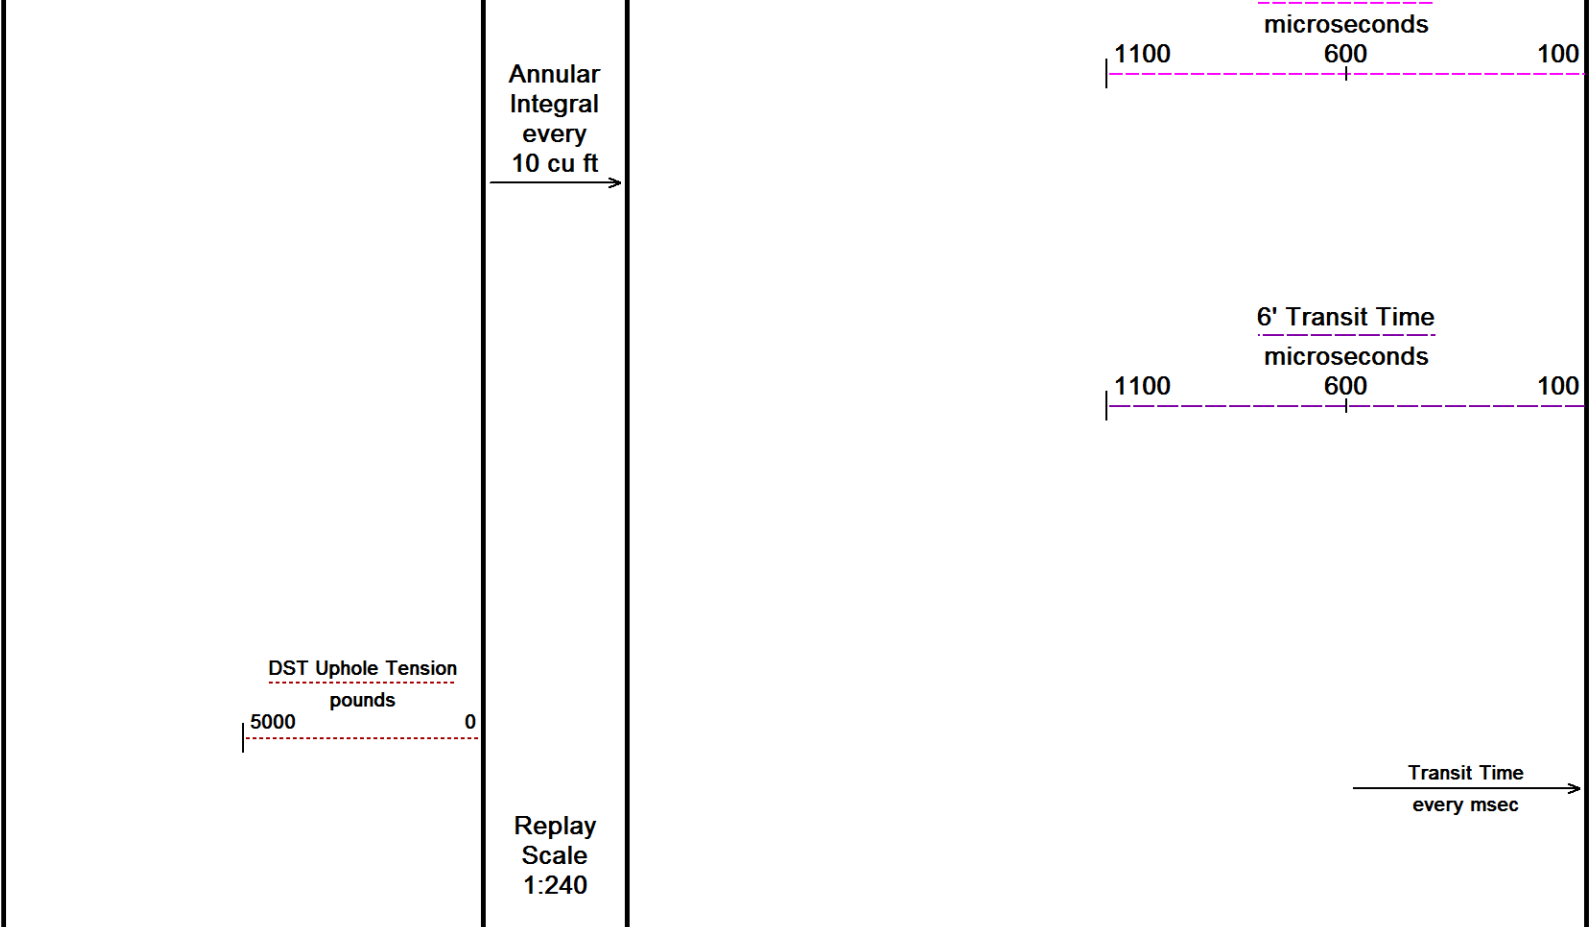 microseconds
1100 600 100
Annular
Integral
every
10 cu ft
6' Transit Time
microseconds
1100 600 100
DST Uphole Tension
pounds
5000 0
Transit Time
every msec
Replay
Scale
1:240